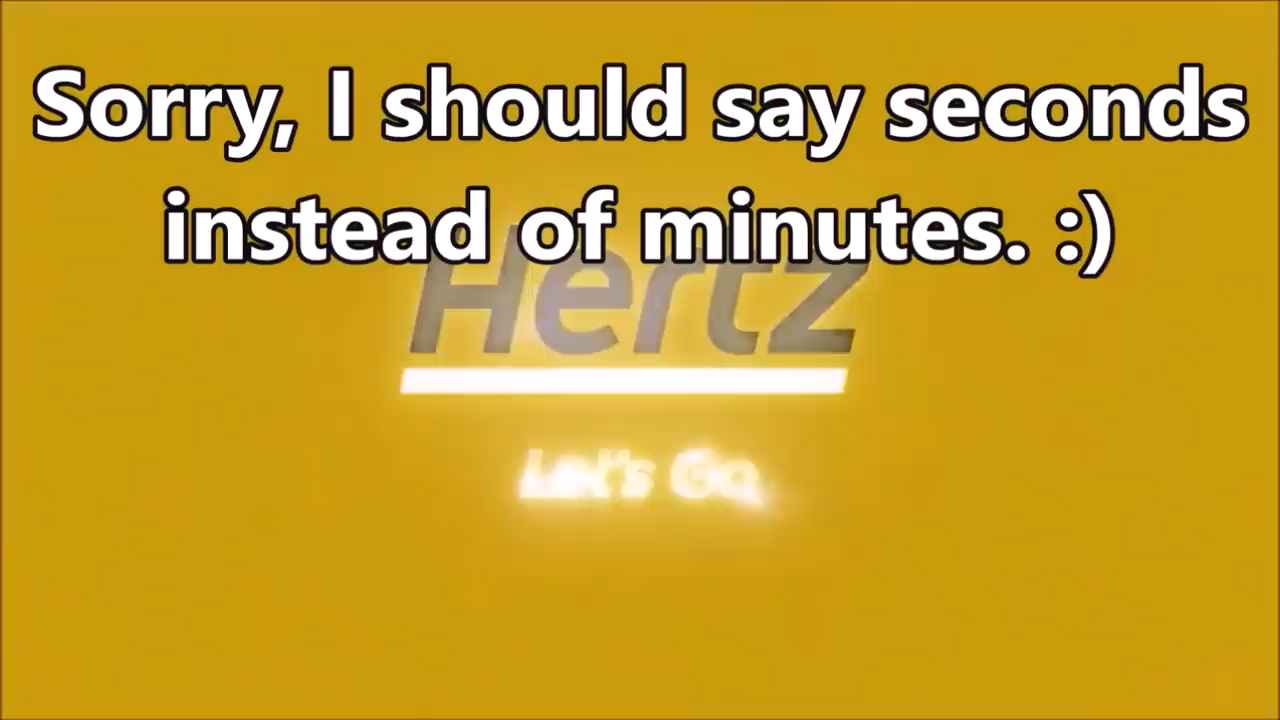 Sorry, I should say seconds
instead of minutes. :)
Hertz
Let's Go